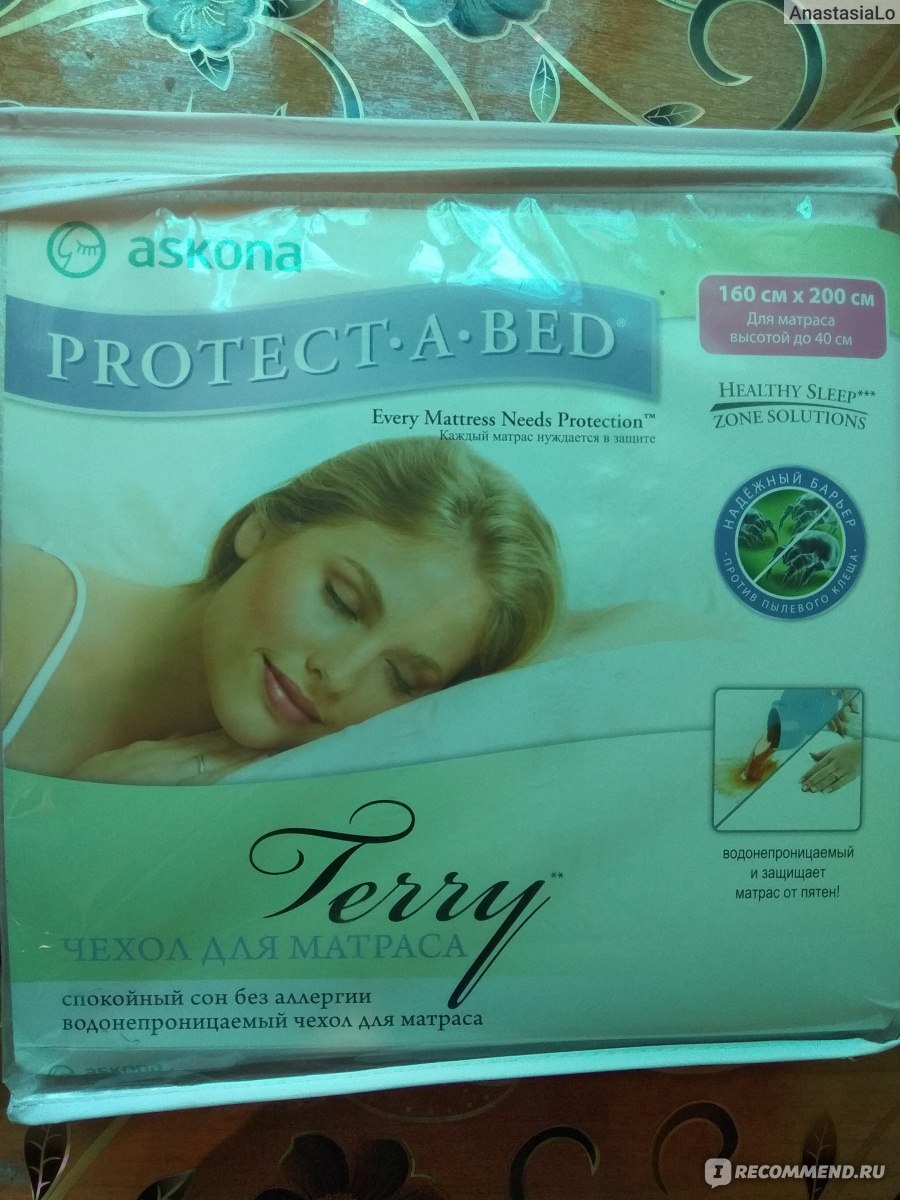 AnastasiaLo
askona
PROTECT·A·BED®
*
160 см x 200 см
Для матраса
высотой до 40 см
Every Mattress Needs Protection™
Каждый матрас нуждается в защите
HEALTHY SLEEP***
ZONE SOLUTIONS
НАДЁЖНЫЙ БАРЬЕР
·ПРОТИВ ПЫЛЕВОГО КЛЕЩА·
водонепроницаемый
и защищает
матрас от пятен!
Terry**
ЧЕХОЛ ДЛЯ МАТРАСА
спокойный сон без аллергии
водонепроницаемый чехол для матраса
askona
I RECOMMEND.RU